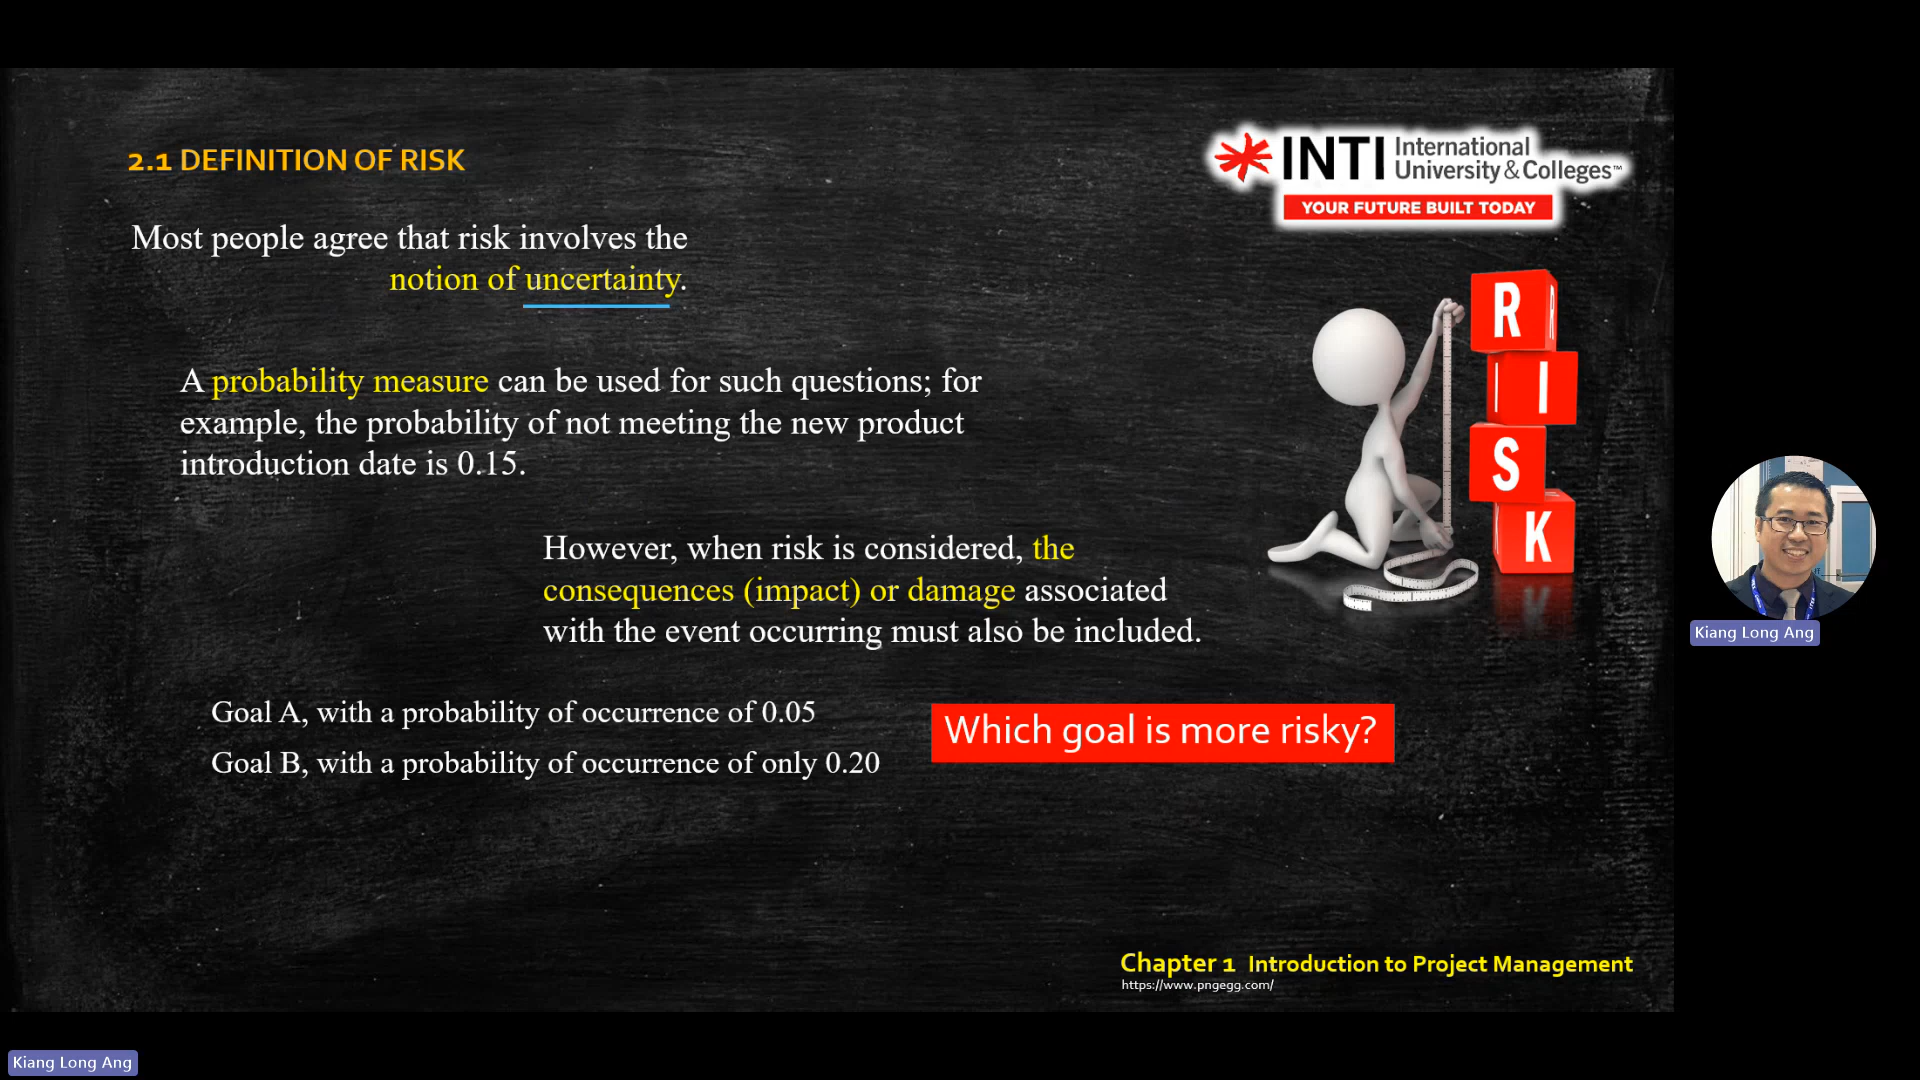 2.1 DEFINITION OF RISK
INTI International
University & Colleges™
YOUR FUTURE BUILT TODAY
Most people agree that risk involves the
notion of uncertainty.
A probability measure can be used for such questions; for
example, the probability of not meeting the new product
introduction date is 0.15.
However, when risk is considered, the
consequences (impact) or damage associated
with the event occurring must also be included.
R
I
S
K
Goal A, with a probability of occurrence of 0.05
Goal B, with a probability of occurrence of only 0.20
Which goal is more risky?
Kiang Long Ang
Chapter 1 Introduction to Project Management
https://www.pngegg.com/
Kiang Long Ang